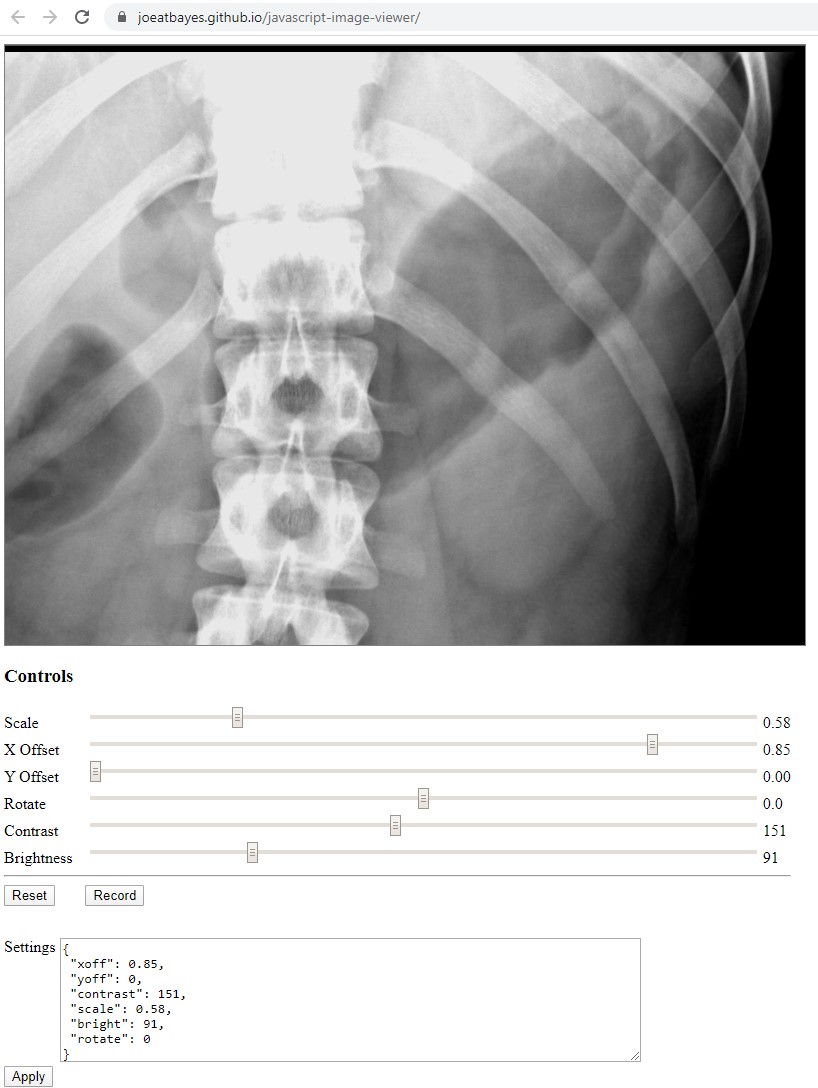 joeatbayes.github.io/javascript-image-viewer/
Controls
Scale 0.58
X Offset 0.85
Y Offset 0.00
Rotate 0.0
Contrast 151
Brightness 91
Reset Record
Settings {
"xoff": 0.85,
"yoff": 0,
"contrast": 151,
"scale": 0.58,
"bright": 91,
"rotate": 0
}
Apply